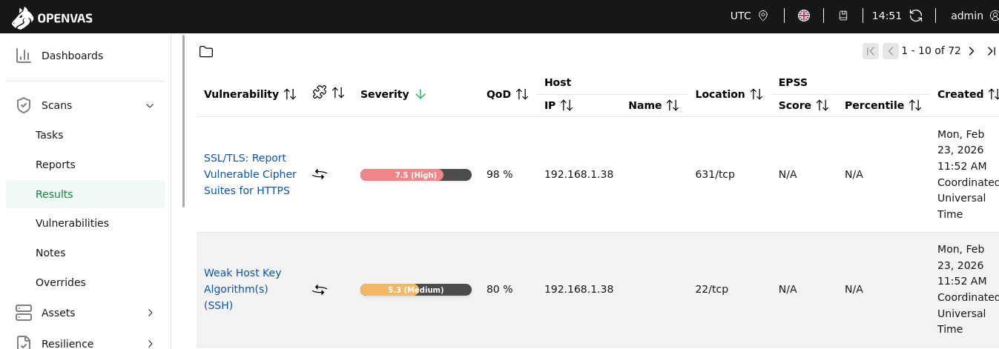 OPENVAS
UTC
14:51
admin
Dashboards
Scans
Tasks
Reports
Results
Vulnerabilities
Notes
Overrides
Assets
Resilience
1 - 10 of 72
Vulnerability
Severity
QoD
Host
IP
Name
Location
EPSS
Score
Percentile
Created
SSL/TLS: Report
Vulnerable Cipher
Suites for HTTPS
7.5 (High)
98 %
192.168.1.38
631/tcp
N/A
N/A
Mon, Feb
23, 2026
11:52 AM
Coordinated
Universal
Time
Weak Host Key
Algorithm(s)
(SSH)
5.3 (Medium)
80 %
192.168.1.38
22/tcp
N/A
N/A
Mon, Feb
23, 2026
11:52 AM
Coordinated
Universal
Time